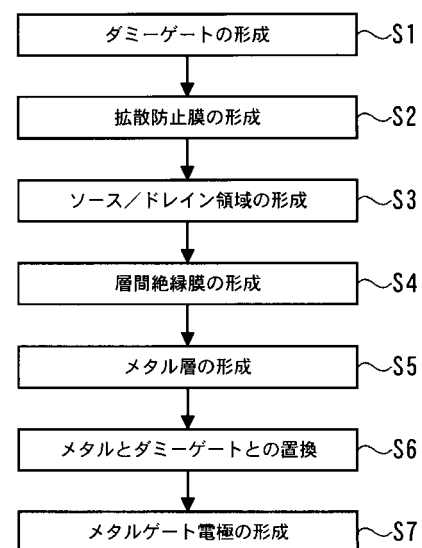 ダミーゲートの形成 S1
拡散防止膜の形成 S2
ソース/ドレイン領域の形成 S3
層間絶縁膜の形成 S4
メタル層の形成 S5
メタルとダミーゲートとの置換 S6
メタルゲート電極の形成 S7